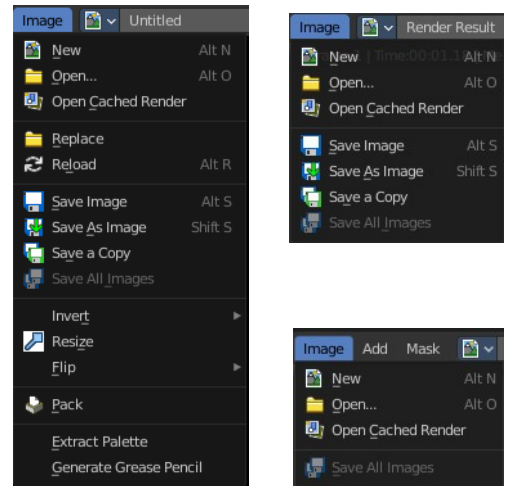 Image Untitled
New Alt N
Open... Alt O
Open Cached Render
Replace
Reload Alt R
Save Image Alt S
Save As Image Shift S
Save a Copy
Save All Images
Invert
Resize
Flip
Pack
Extract Palette
Generate Grease Pencil
Image Render Result
New Alt N
Open... Alt O
Open Cached Render
Save Image Alt S
Save As Image Shift S
Save a Copy
Save All Images
Image Add Mask
New Alt N
Open... Alt O
Open Cached Render
Save All Images